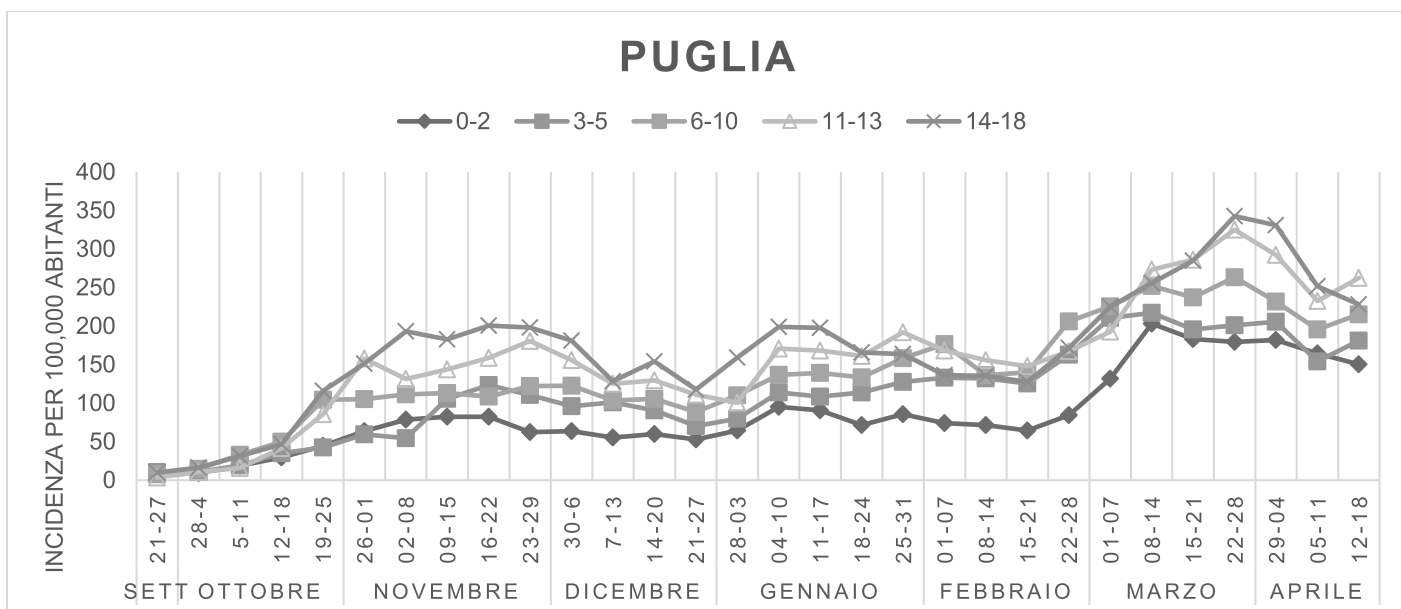 PUGLIA
0-2 3-5 6-10 11-13 14-18
INCIDENZA PER 100,000 ABITANTI
400
350
300
250
200
150
100
50
0
21-27 28-4 5-11 12-18 19-25 26-01 02-08 09-15 16-22 23-29 30-6 7-13 14-20 21-27 28-03 04-10 11-17 18-24 25-31 01-07 08-14 15-21 22-28 01-07 08-14 15-21 22-28 29-04 05-11 12-18
SETT OTTOBRE NOVEMBRE DICEMBRE GENNAIO FEBBRAIO MARZO APRILE